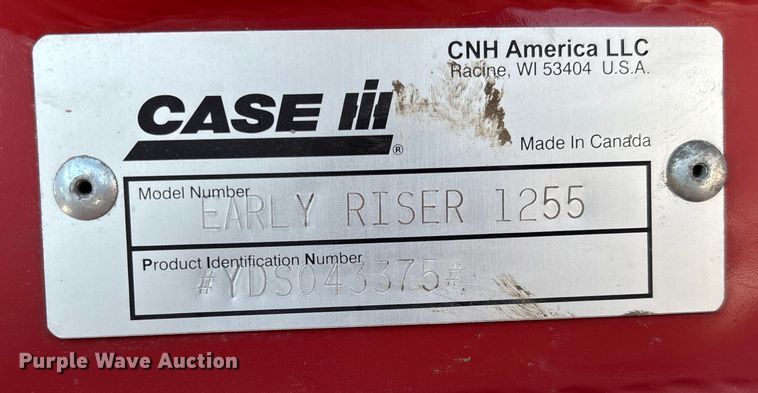 CNH America LLC
Racine, WI 53404 U.S.A.
CASE IH
®
Made In Canada
Model Number
EARLY RISER 1255
Product Identification Number
#YDS043375#
Purple Wave Auction